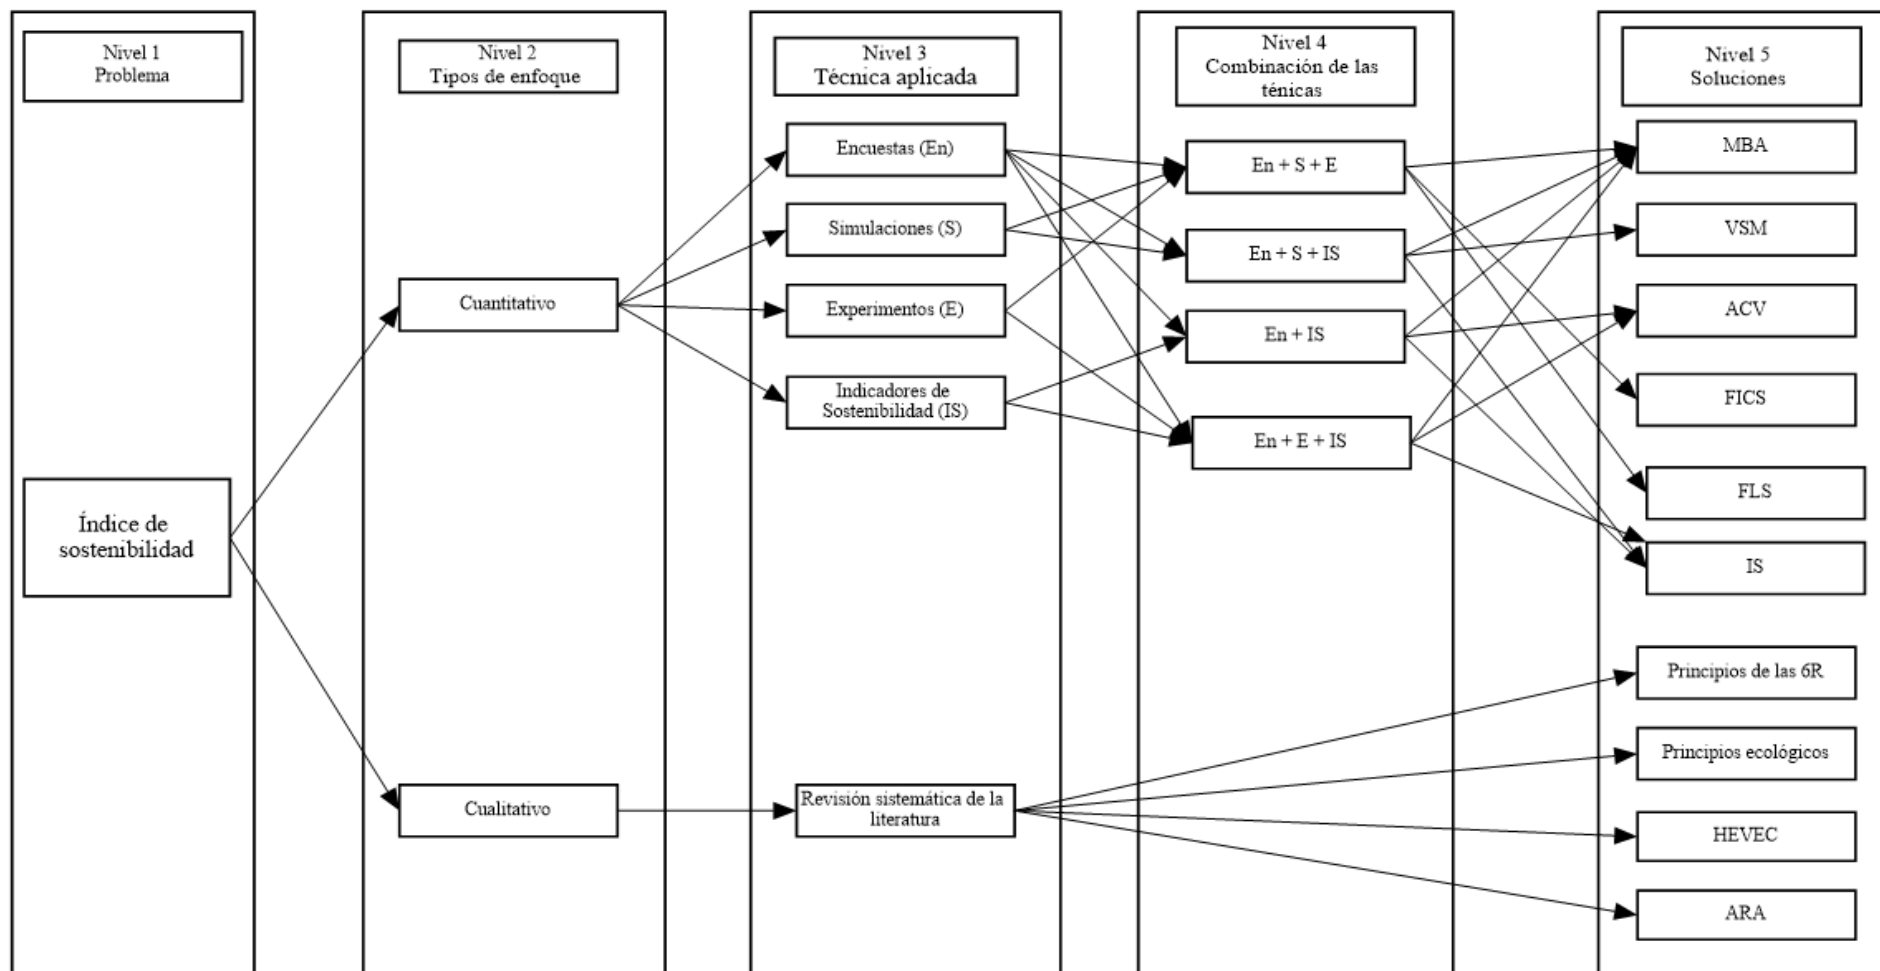 Nivel 1
Problema
Índice de
sostenibilidad
Nivel 2
Tipos de enfoque
Cuantitativo
Cualitativo
Nivel 3
Técnica aplicada
Encuestas (En)
Simulaciones (S)
Experimentos (E)
Indicadores de
Sostenibilidad (IS)
Revisión sistemática de la
literatura
Nivel 4
Combinación de las
ténicas
En + S + E
En + S + IS
En + IS
En + E + IS
Nivel 5
Soluciones
MBA
VSM
ACV
FICS
FLS
IS
Principios de las 6R
Principios ecológicos
HEVEC
ARA